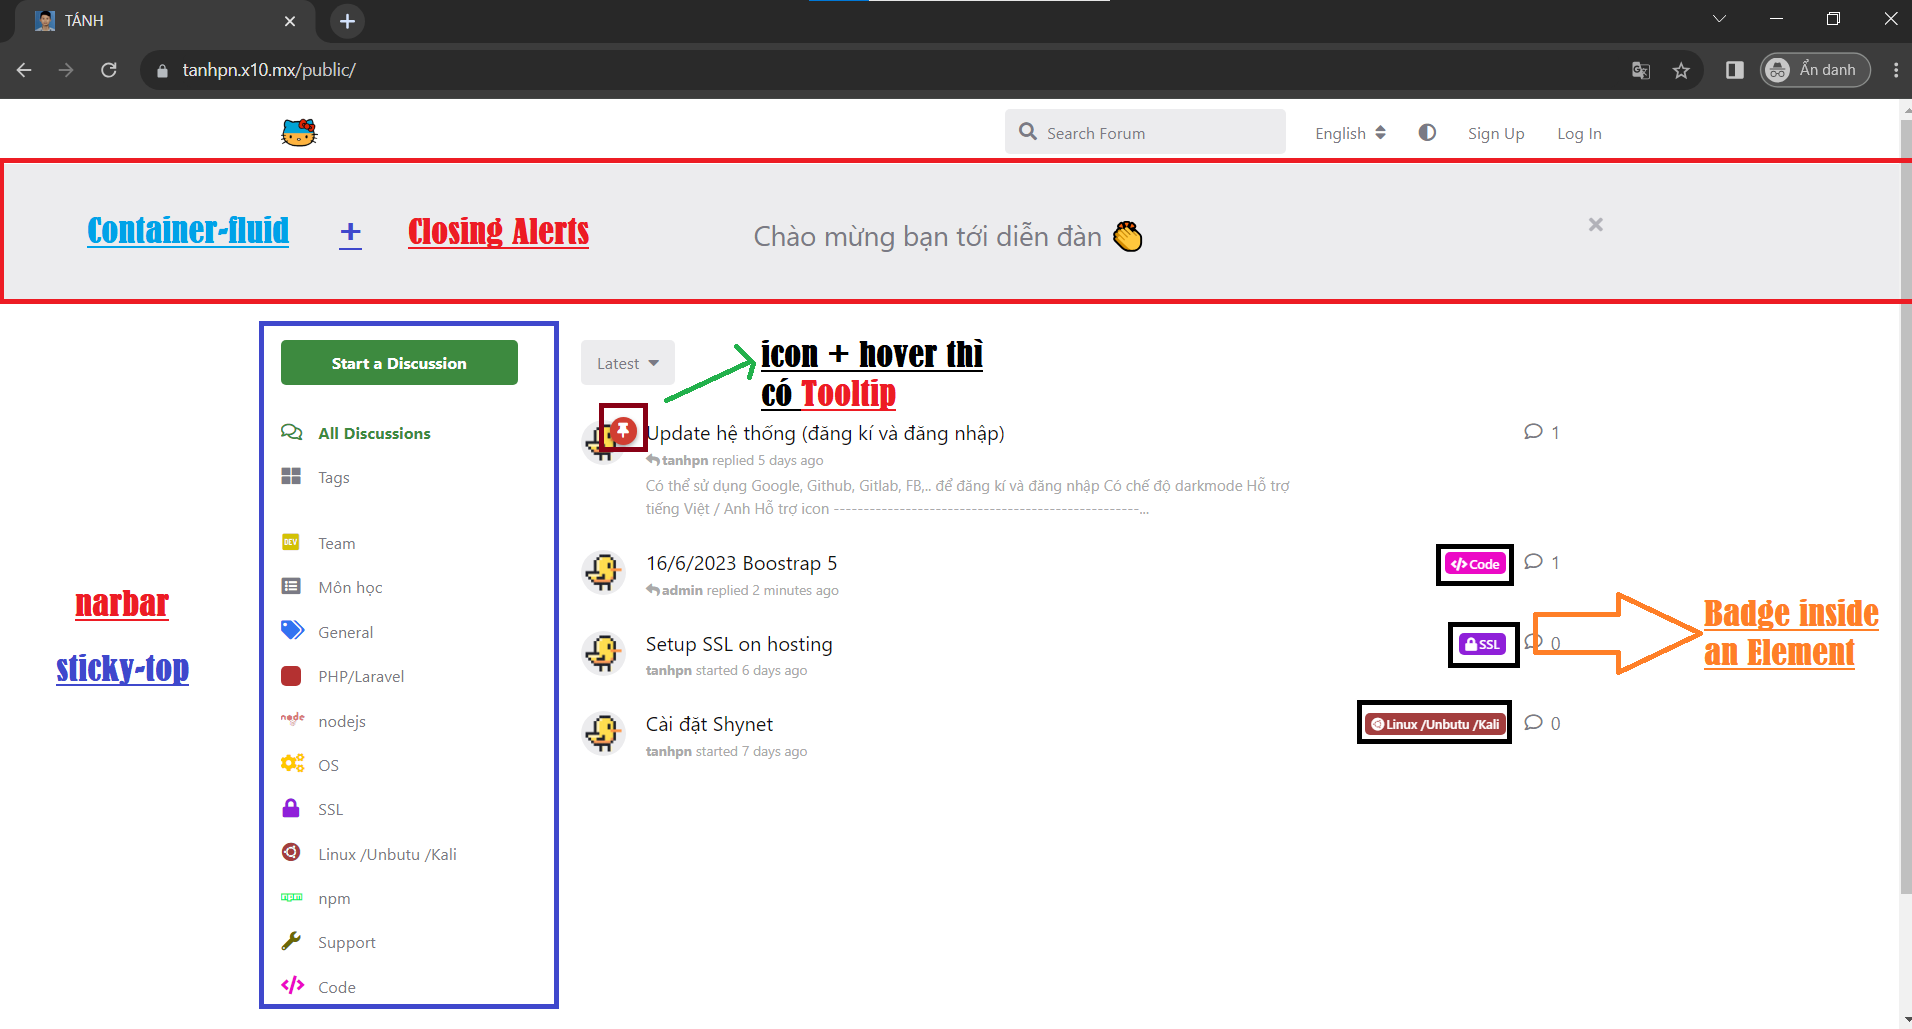 TÁNH
tanhpn.x10.mx/public/
Ẩn danh
Search Forum
English
Sign Up
Log In
Container-fluid + Closing Alerts
Chào mừng bạn tới diễn đàn 👏
Start a Discussion
All Discussions
Tags
DEV Team
Môn học
General
PHP/Laravel
node nodejs
OS
SSL
Linux /Unbutu /Kali
npm npm
Support
</> Code
narbar
sticky-top
Latest
icon + hover thì
có Tooltip
Update hệ thống (đăng kí và đăng nhập)
1
tanhpn replied 5 days ago
Có thể sử dụng Google, Github, Gitlab, FB,.. để đăng kí và đăng nhập Có chế độ darkmode Hỗ trợ
tiếng Việt / Anh Hỗ trợ icon ---------------------------------------------------...
16/6/2023 Boostrap 5
</> Code
1
admin replied 2 minutes ago
Setup SSL on hosting
SSL
0
tanhpn started 6 days ago
Cài đặt Shynet
Linux /Unbutu /Kali
0
tanhpn started 7 days ago
Badge inside
an Element